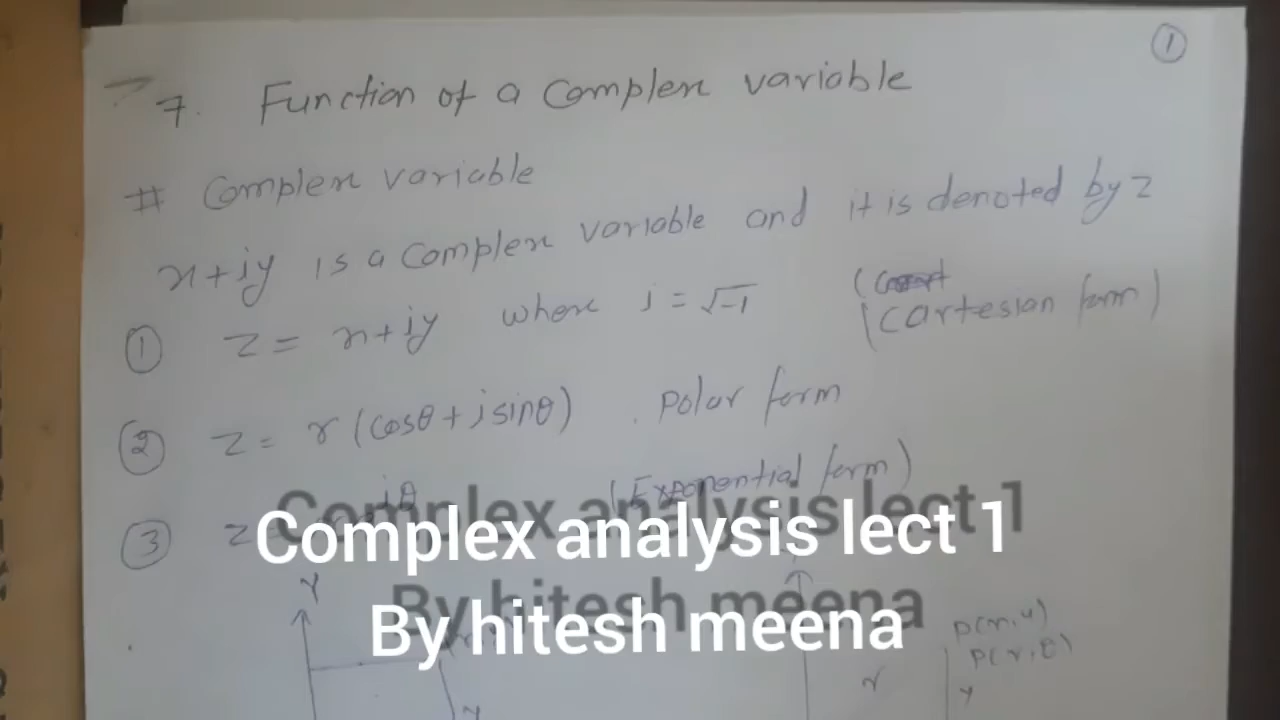 ①
7. Function of a complex variable
# Complex variable
x+iy is a complex variable and it is denoted by z
① z = x+iy where i = √-1 (Cartesian form)
② z = r(cosθ + i sinθ) . Polar form
③ z iθ (Exponential form)
Complex analysis lect 1
By hitesh meena
Y
P(x,y)
P(r,θ)
r y
y